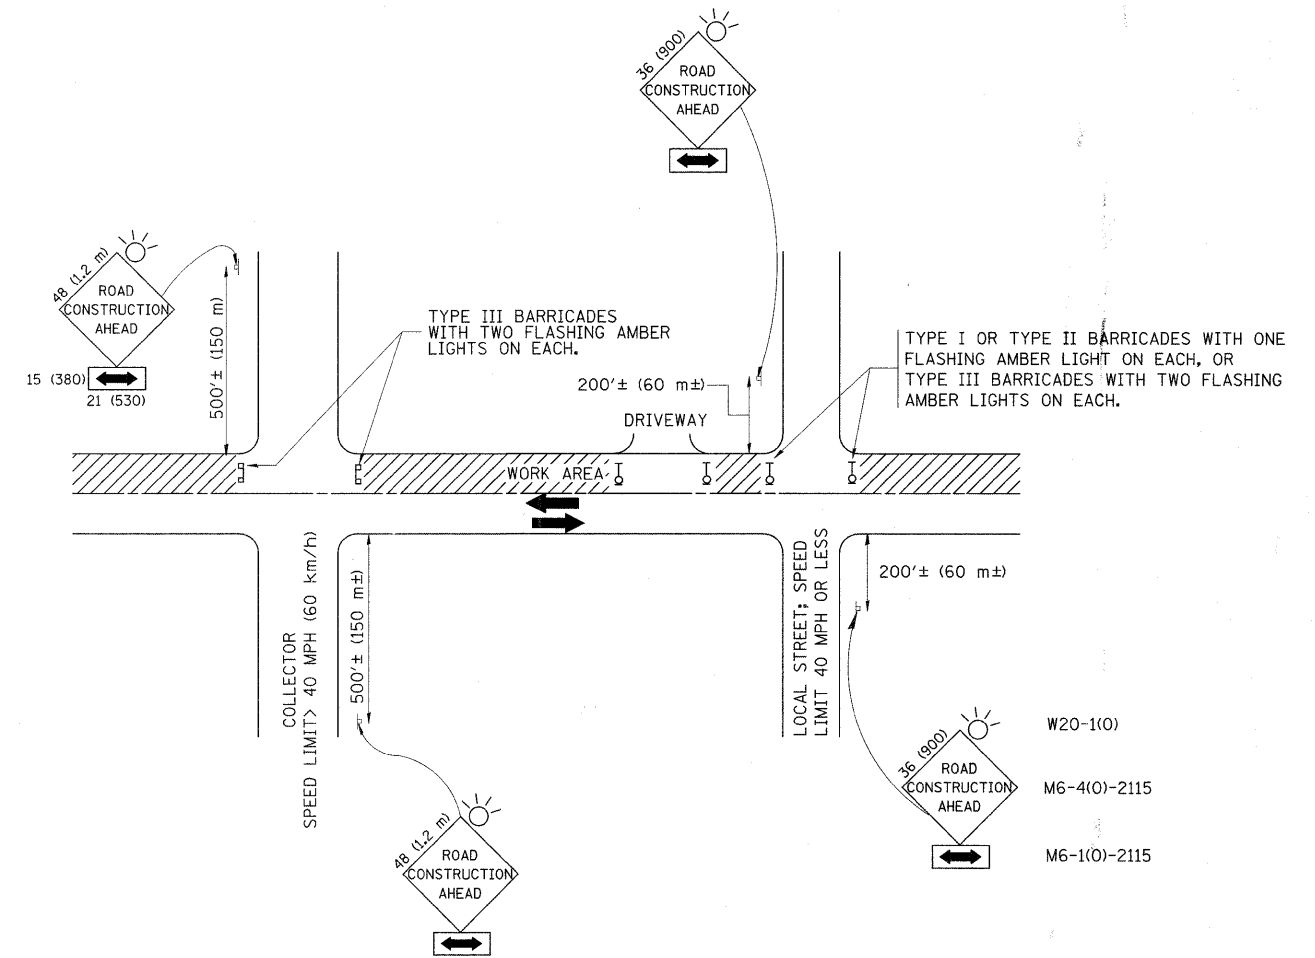 36 (900)
ROAD
CONSTRUCTION
AHEAD
48 (1.2 m)
ROAD
CONSTRUCTION
AHEAD
15 (380)
21 (530)
500'± (150 m)
TYPE III BARRICADES
WITH TWO FLASHING AMBER
LIGHTS ON EACH.
200'± (60 m±)
DRIVEWAY
TYPE I OR TYPE II BARRICADES WITH ONE
FLASHING AMBER LIGHT ON EACH, OR
TYPE III BARRICADES WITH TWO FLASHING
AMBER LIGHTS ON EACH.
WORK AREA
COLLECTOR
SPEED LIMIT> 40 MPH (60 km/h)
500'± (150 m±)
LOCAL STREET; SPEED
LIMIT 40 MPH OR LESS
200'± (60 m±)
48 (1.2 m)
ROAD
CONSTRUCTION
AHEAD
36 (900)
ROAD
CONSTRUCTION
AHEAD
W20-1(O)
M6-4(O)-2115
M6-1(O)-2115